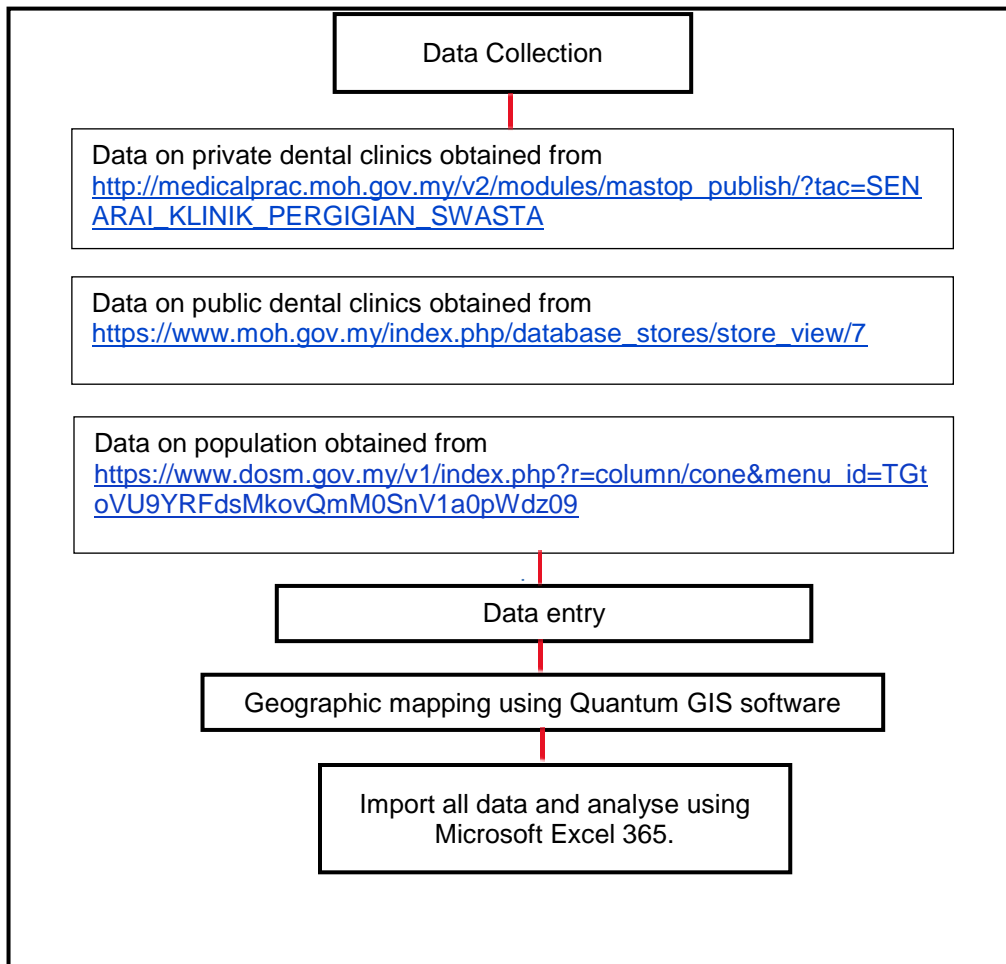 Data Collection
Data on private dental clinics obtained from
http://medicalprac.moh.gov.my/v2/modules/mastop_publish/?tac=SEN
ARAI_KLINIK_PERGIGIAN_SWASTA
Data on public dental clinics obtained from
https://www.moh.gov.my/index.php/database_stores/store_view/7
Data on population obtained from
https://www.dosm.gov.my/v1/index.php?r=column/cone&menu_id=TGt
oVU9YRFdsMkovQmM0SnV1a0pWdz09
Data entry
Geographic mapping using Quantum GIS software
Import all data and analyse using
Microsoft Excel 365.